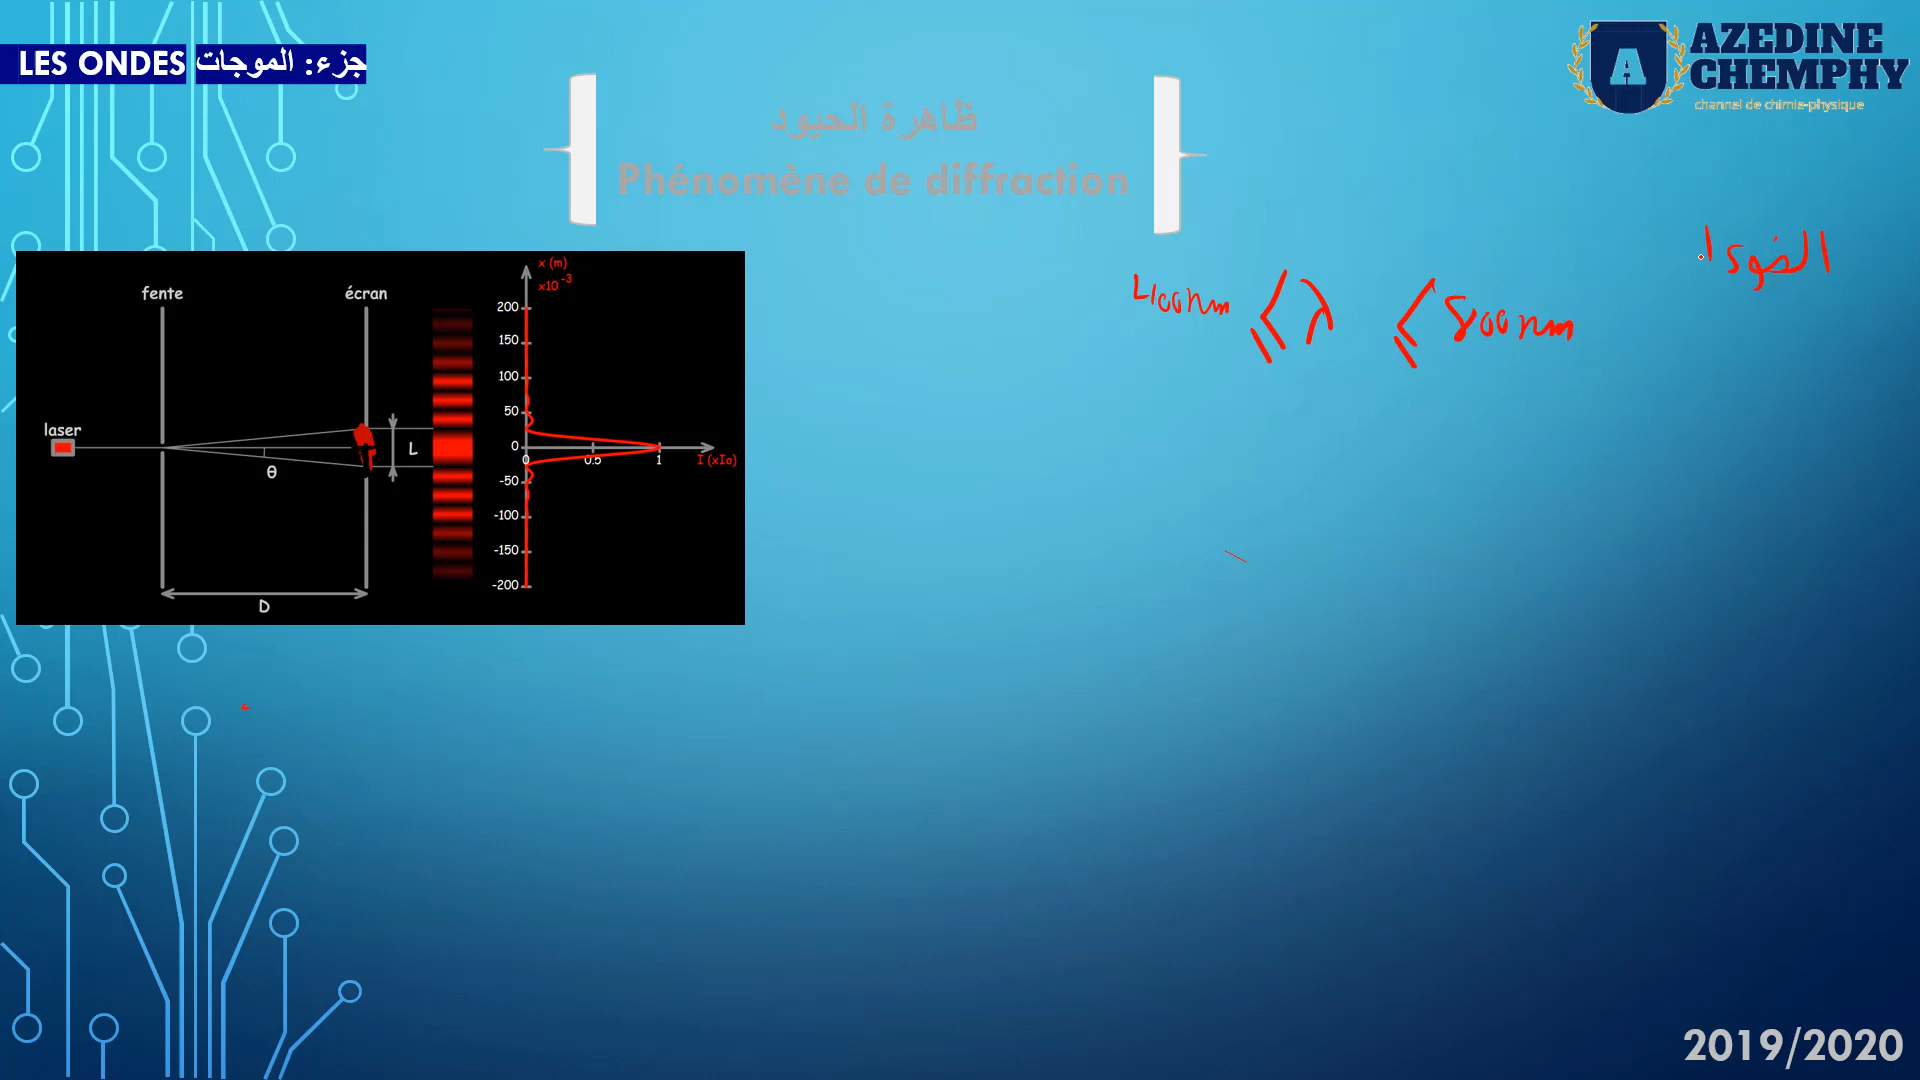 LES ONDES جزء: الموجات
AZEDINE
CHEMPHY
channel de chimie-physique
A
ظاهرة الحيود
Phénomène de diffraction
الضوء ا
400nm ≤ λ ≤ 800nm
fente
écran
laser
θ
L
D
x (m)
x10 -3
200
150
100
50
0
-50
-100
-150
-200
0 0.5 1 I (xIo)
2019/2020